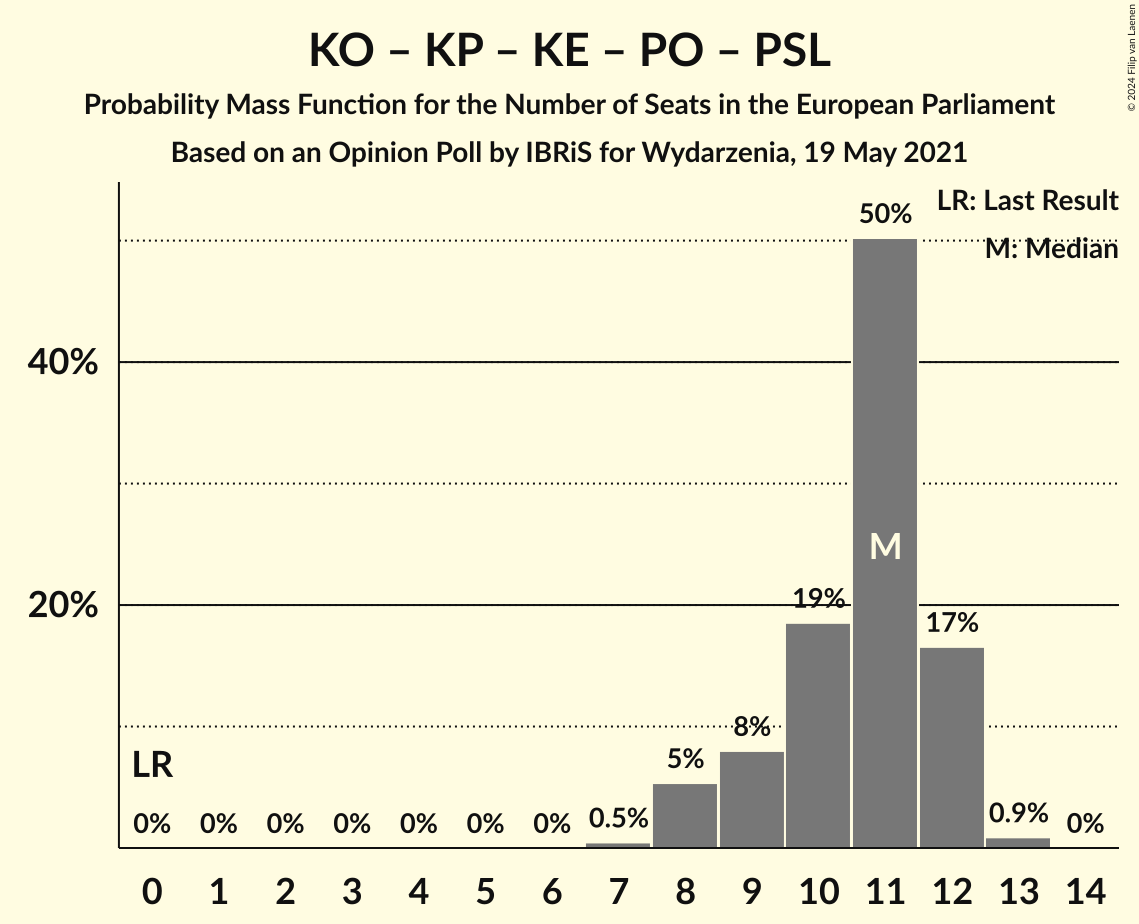 KO – KP – KE – PO – PSL
Probability Mass Function for the Number of Seats in the European Parliament
Based on an Opinion Poll by IBRiS for Wydarzenia, 19 May 2021
© 2024 Filip van Laenen
LR: Last Result
M: Median
50%
40%
M
20%
19%
17%
8%
5%
LR
0% 0% 0% 0% 0% 0% 0% 0.5% 0.9% 0%
0 1 2 3 4 5 6 7 8 9 10 11 12 13 14